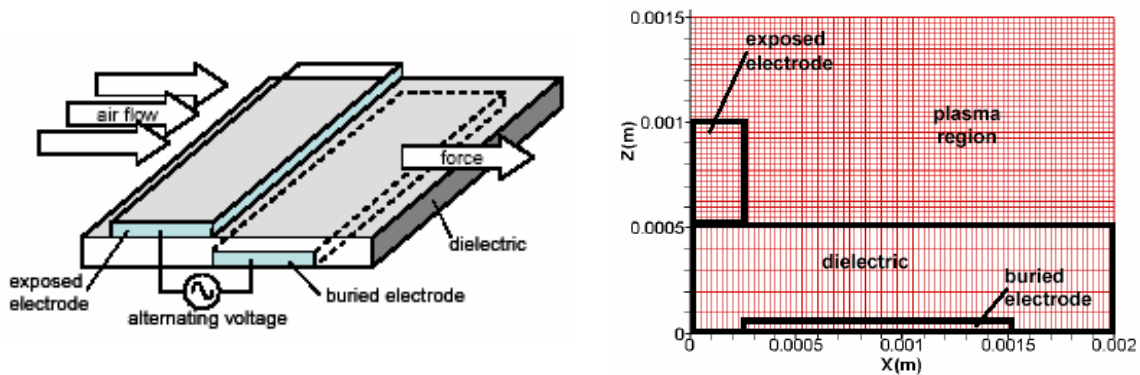 air flow
force
dielectric
exposed
electrode
buried electrode
alternating voltage
0.0015
exposed
electrode
plasma
region
0.001
Z(m)
0.0005
dielectric
buried
electrode
0
0
0.0005
0.001
0.0015
0.002
X(m)